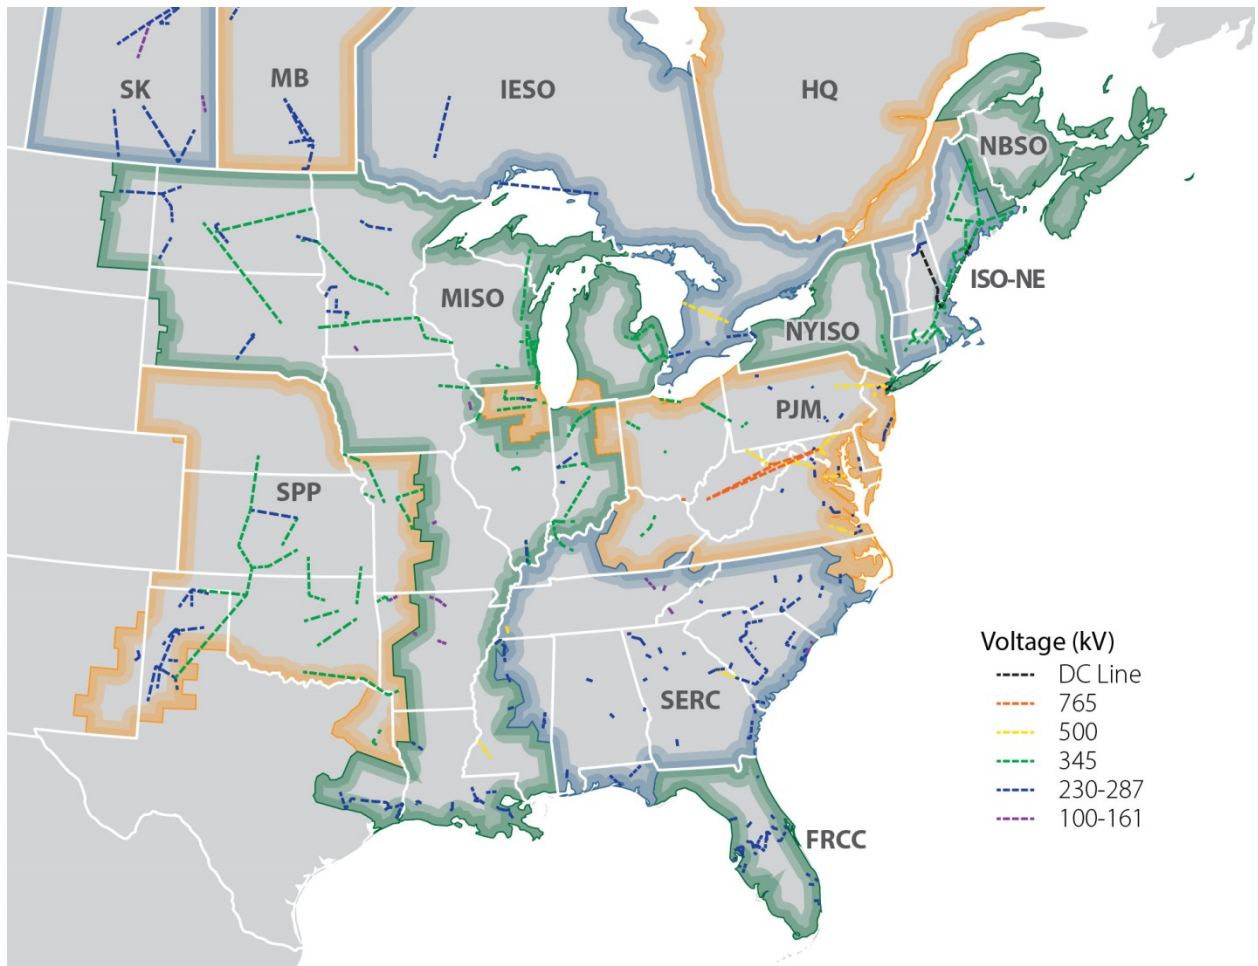 SK
MB
IESO
HQ
NBSO
MISO
NYISO
ISO-NE
PJM
SPP
SERC
FRCC
Voltage (kV)
DC Line
765
500
345
230-287
100-161